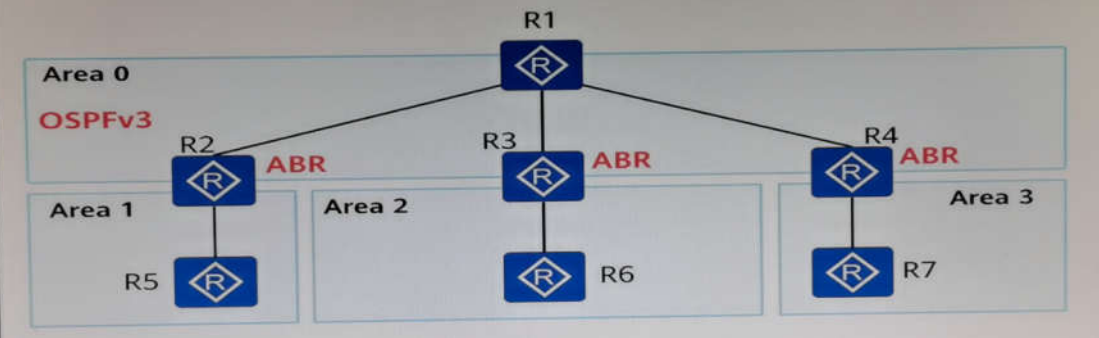 R1
Area 0
OSPFv3
R2
ABR
R3
ABR
R4
ABR
Area 1
Area 2
Area 3
R5
R6
R7
R
R
R
R
R
R
R